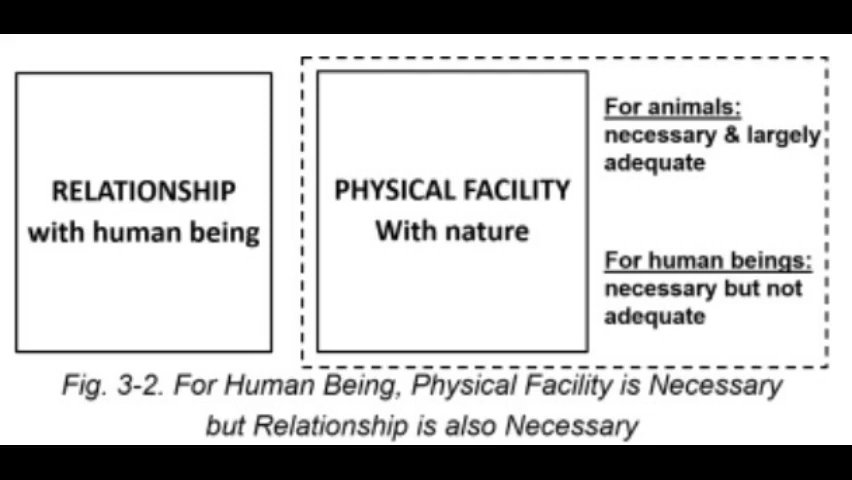 RELATIONSHIP
with human being
PHYSICAL FACILITY
With nature
For animals:
necessary & largely
adequate
For human beings:
necessary but not
adequate
Fig. 3-2. For Human Being, Physical Facility is Necessary
but Relationship is also Necessary